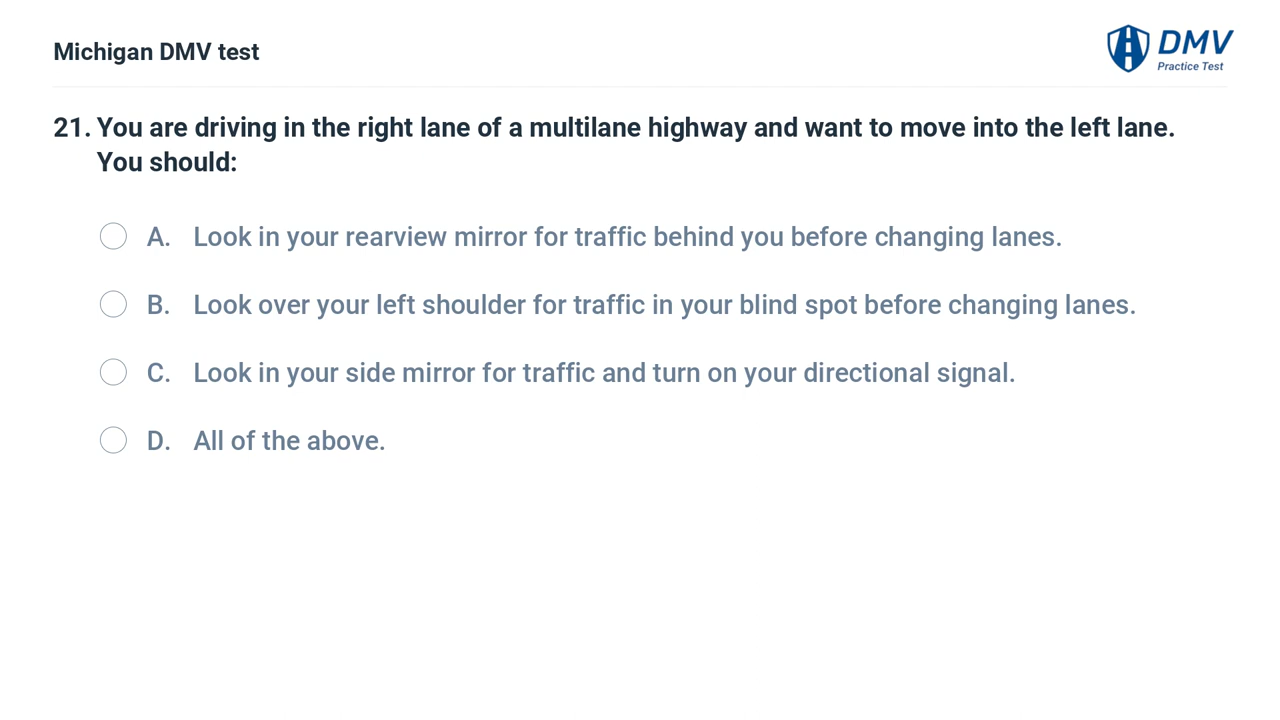 Michigan DMV test
DMV
Practice Test
21. You are driving in the right lane of a multilane highway and want to move into the left lane.
You should:
A. Look in your rearview mirror for traffic behind you before changing lanes.
B. Look over your left shoulder for traffic in your blind spot before changing lanes.
C. Look in your side mirror for traffic and turn on your directional signal.
D. All of the above.